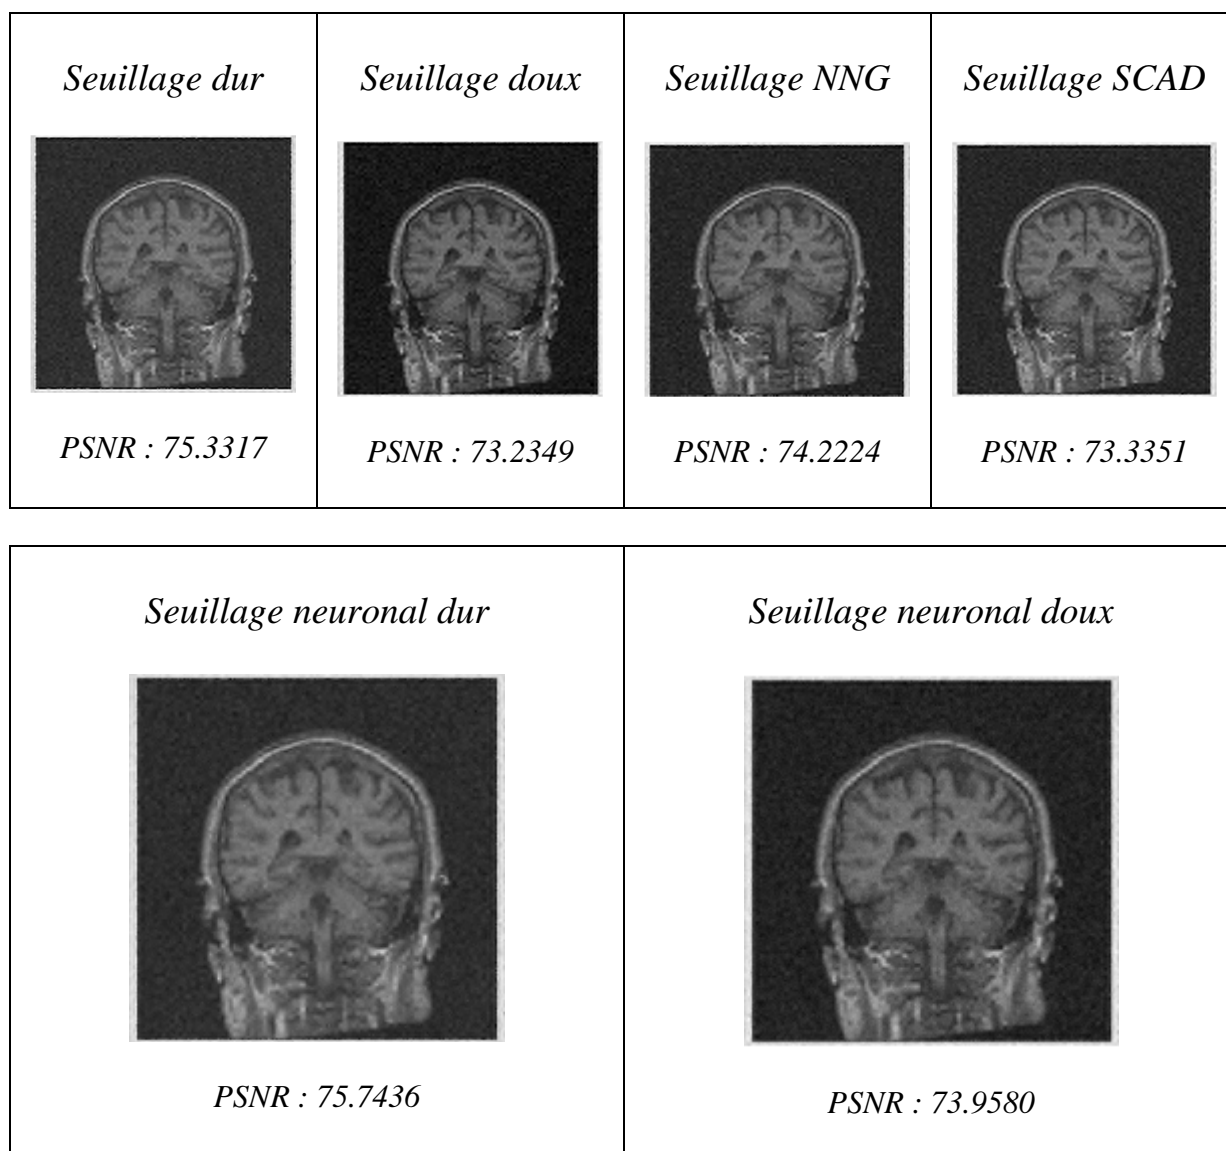 Seuillage dur
PSNR : 75.3317
Seuillage doux
PSNR : 73.2349
Seuillage NNG
PSNR : 74.2224
Seuillage SCAD
PSNR : 73.3351
Seuillage neuronal dur
PSNR : 75.7436
Seuillage neuronal doux
PSNR : 73.9580